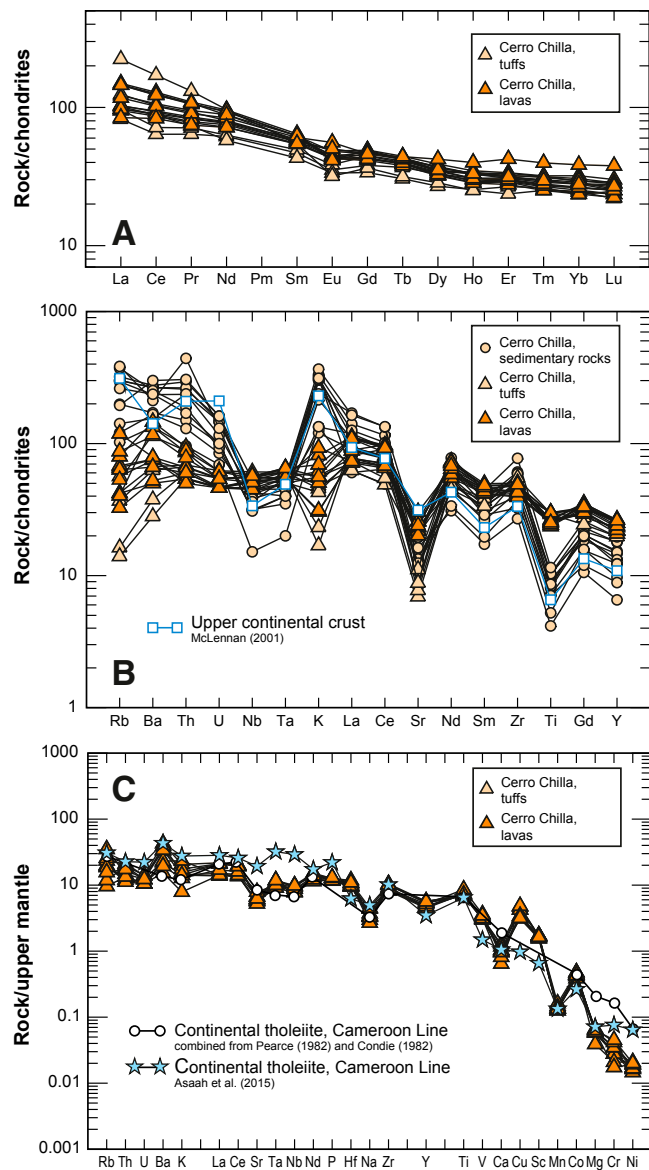 Rock/chondrites
100
10
Cerro Chilla,
tuffs
Cerro Chilla,
lavas
A
La Ce Pr Nd Pm Sm Eu Gd Tb Dy Ho Er Tm Yb Lu
Rock/chondrites
1000
100
10
1
Cerro Chilla,
sedimentary rocks
Cerro Chilla,
tuffs
Cerro Chilla,
lavas
Upper continental crust
McLennan (2001)
B
Rb Ba Th U Nb Ta K La Ce Sr Nd Sm Zr Ti Gd Y
Rock/upper mantle
1000
100
10
1
0.1
0.01
0.001
C
Cerro Chilla,
tuffs
Cerro Chilla,
lavas
Continental tholeiite, Cameroon Line
combined from Pearce (1982) and Condie (1982)
Continental tholeiite, Cameroon Line
Asaah et al. (2015)
Rb Th U Ba K La Ce Sr Ta Nb Nd P Hf Na Zr Y Ti V Ca Cu Sc Mn Co Mg Cr Ni